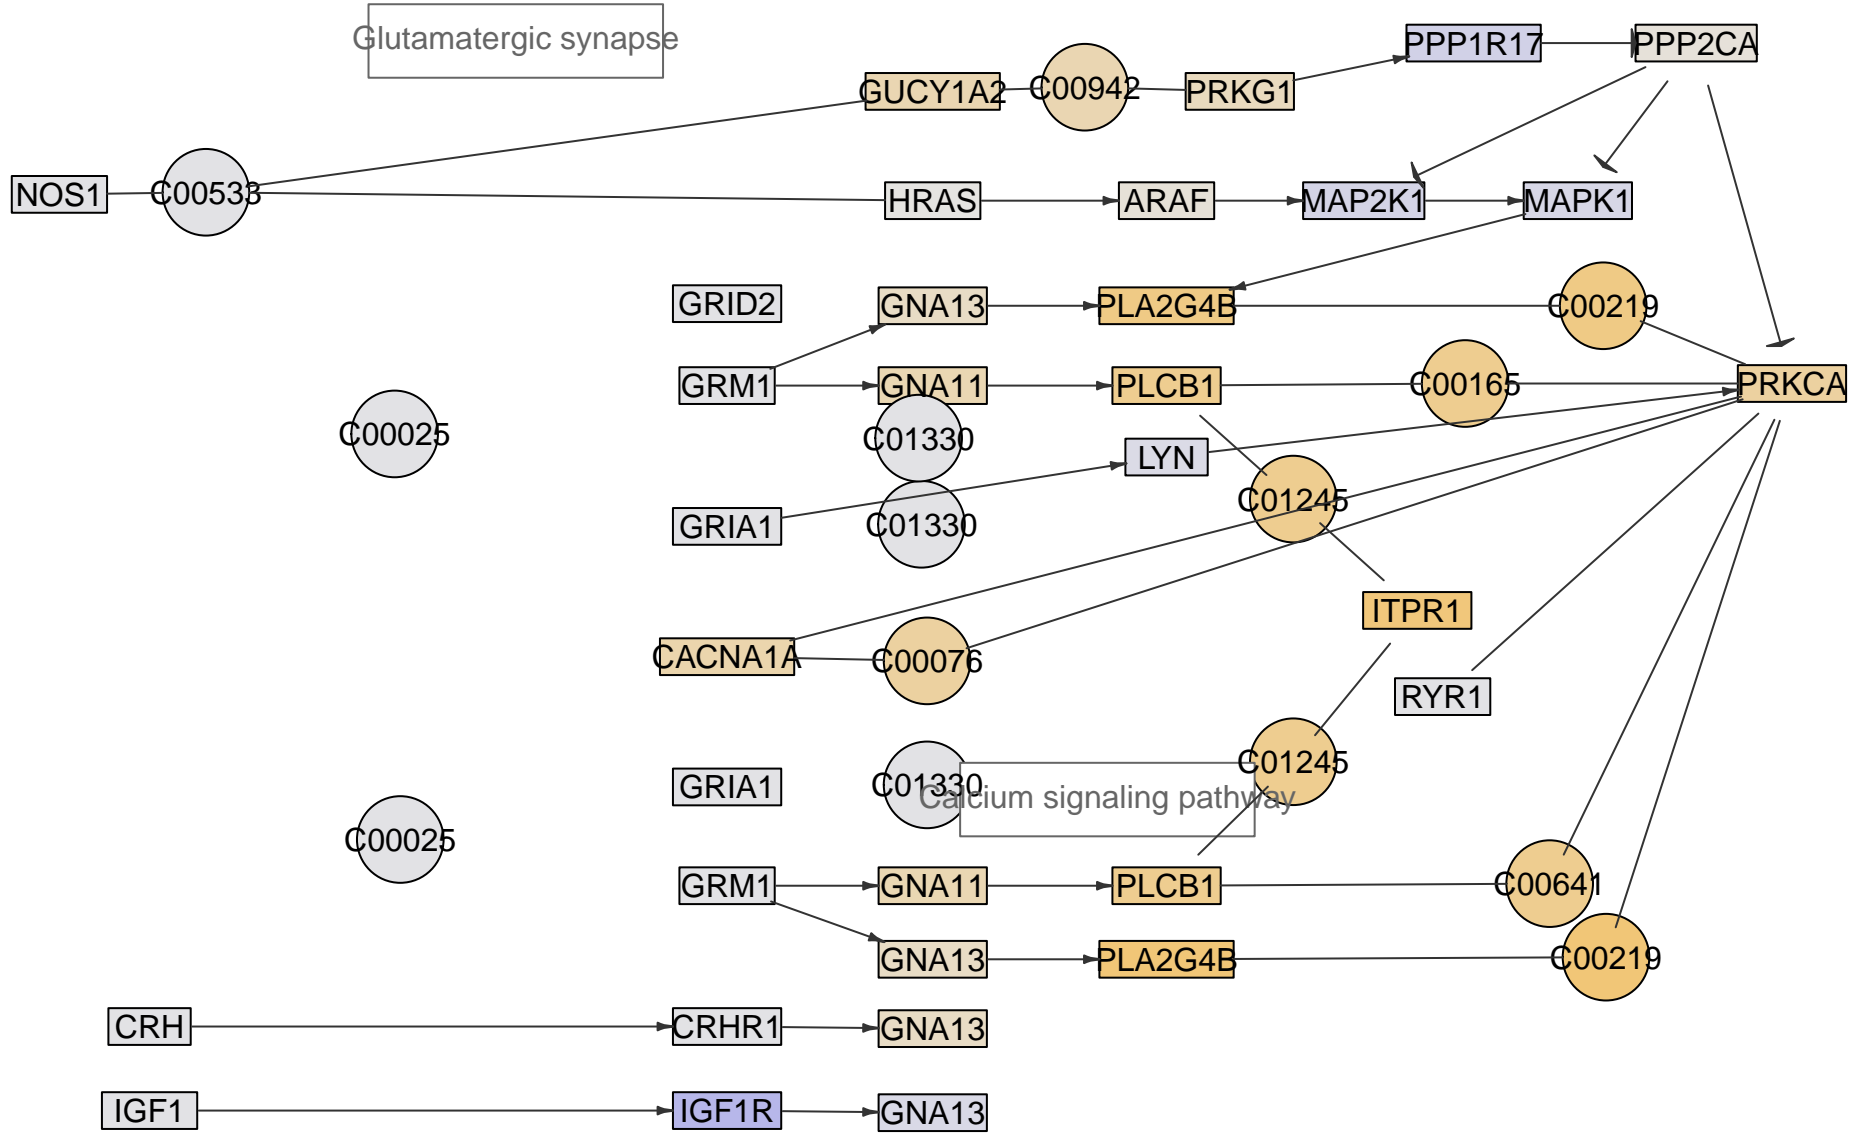 Glutamatergic synapse
PPP1R17
PPP2CA
GUCY1A2
C00942
PRKG1
NOS1
C00533
HRAS
ARAF
MAP2K1
MAPK1
GRID2
GNA13
PLA2G4B
C00219
GRM1
GNA11
PLCB1
C00165
PRKCA
C00025
C01330
LYN
GRIA1
C01330
C01245
ITPR1
CACNA1A
C00076
RYR1
GRIA1
C01330
C01245
Calcium signaling pathway
C00025
GRM1
GNA11
PLCB1
C00641
GNA13
PLA2G4B
C00219
CRH
CRHR1
GNA13
IGF1
IGF1R
GNA13